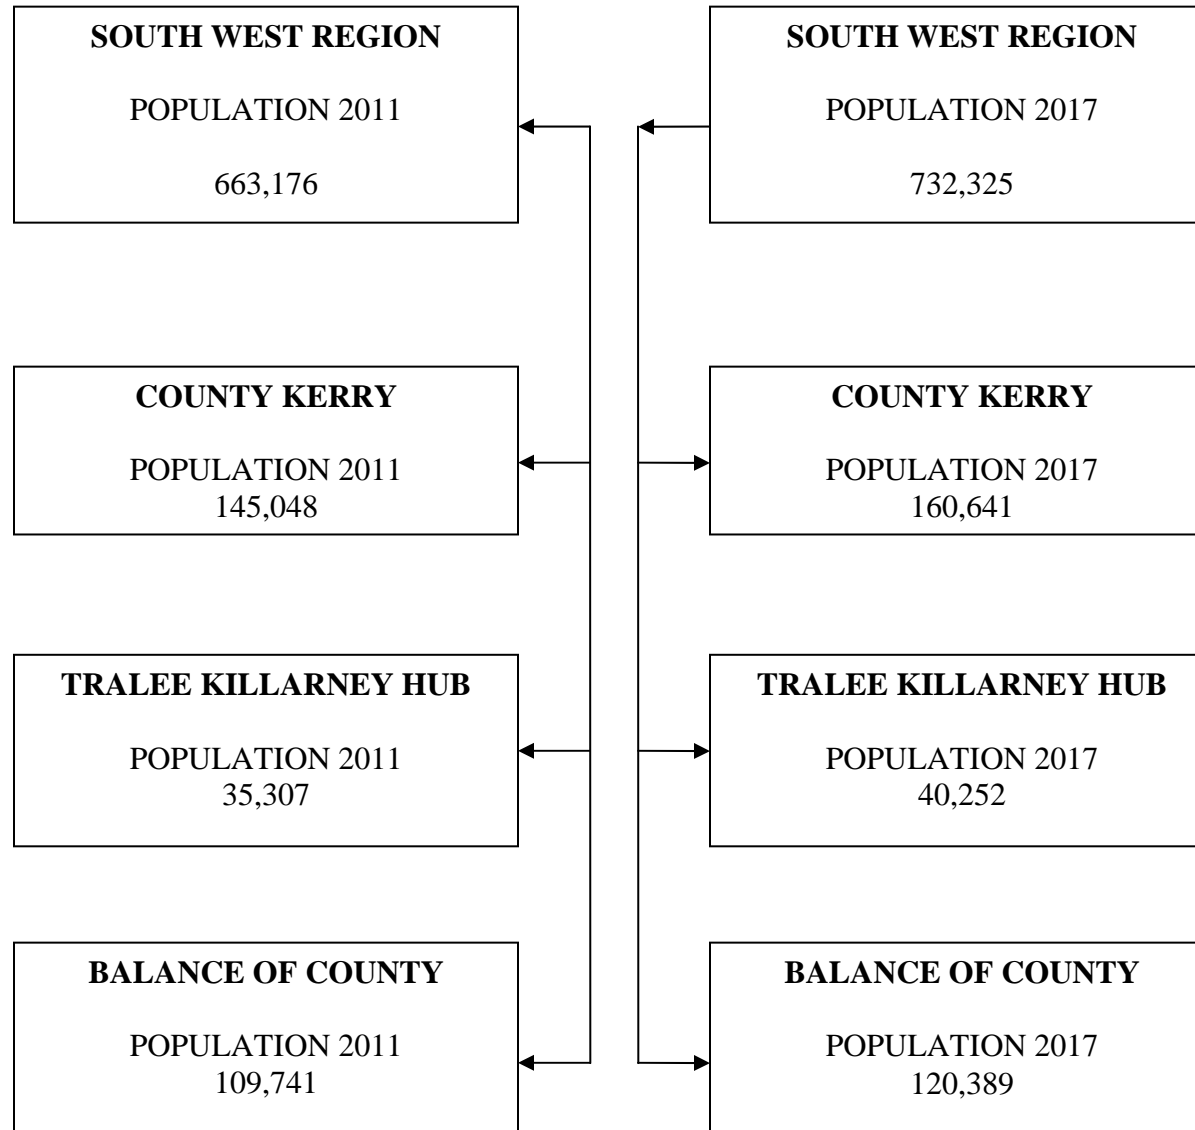 SOUTH WEST REGION
POPULATION 2011
663,176
SOUTH WEST REGION
POPULATION 2017
732,325
COUNTY KERRY
POPULATION 2011
145,048
COUNTY KERRY
POPULATION 2017
160,641
TRALEE KILLARNEY HUB
POPULATION 2011
35,307
TRALEE KILLARNEY HUB
POPULATION 2017
40,252
BALANCE OF COUNTY
POPULATION 2011
109,741
BALANCE OF COUNTY
POPULATION 2017
120,389